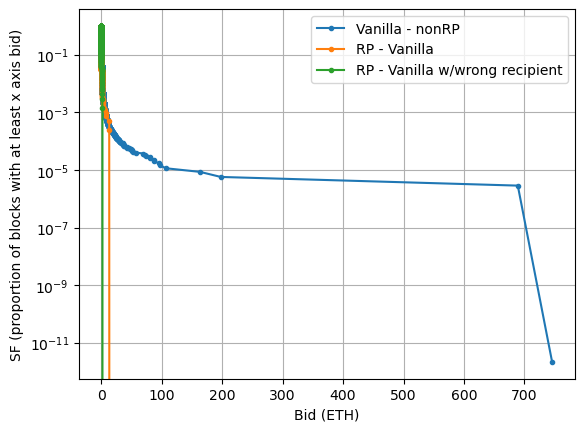 Vanilla - nonRP
RP - Vanilla
RP - Vanilla w/wrong recipient
SF (proportion of blocks with at least x axis bid)
10⁻¹
10⁻³
10⁻⁵
10⁻⁷
10⁻⁹
10⁻¹¹
0 100 200 300 400 500 600 700
Bid (ETH)